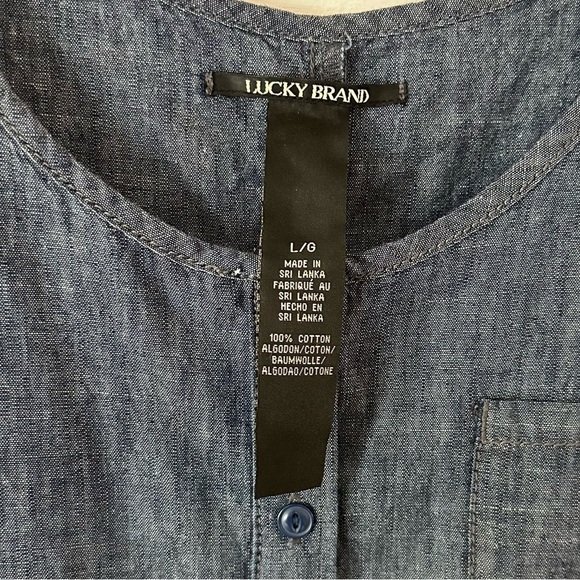 LUCKY BRAND
L/G
MADE IN
SRI LANKA
FABRIQUÉ AU
SRI LANKA
HECHO EN
SRI LANKA
100% COTTON
ALGODON/COTON/
BAUMWOLLE/
ALGODAO/COTONE